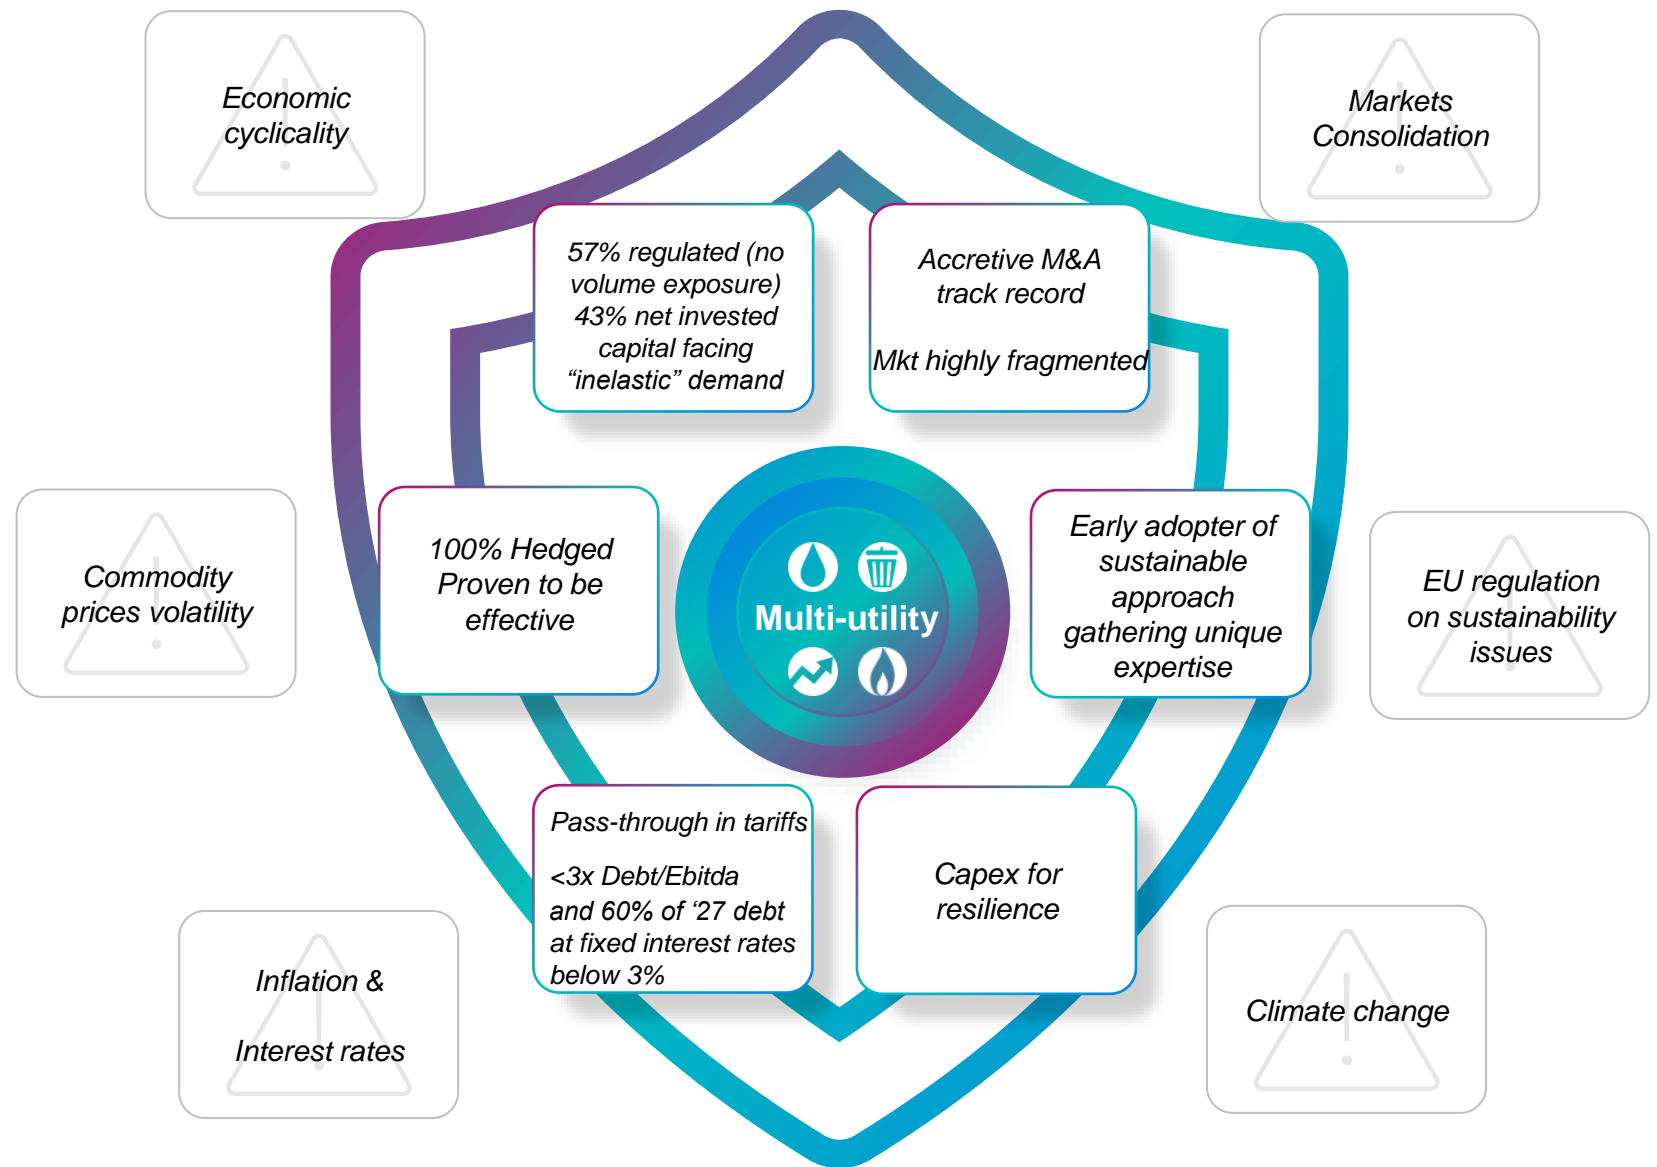 Economic
cyclicality
Markets
Consolidation
57% regulated (no
volume exposure)
43% net invested
capital facing
“inelastic” demand
Accretive M&A
track record
Mkt highly fragmented
Commodity
prices volatility
100% Hedged
Proven to be
effective
Multi-utility
Early adopter of
sustainable
approach
gathering unique
expertise
EU regulation
on sustainability
issues
Inflation &
Interest rates
Pass-through in tariffs
<3x Debt/Ebitda
and 60% of ‘27 debt
at fixed interest rates
below 3%
Capex for
resilience
Climate change